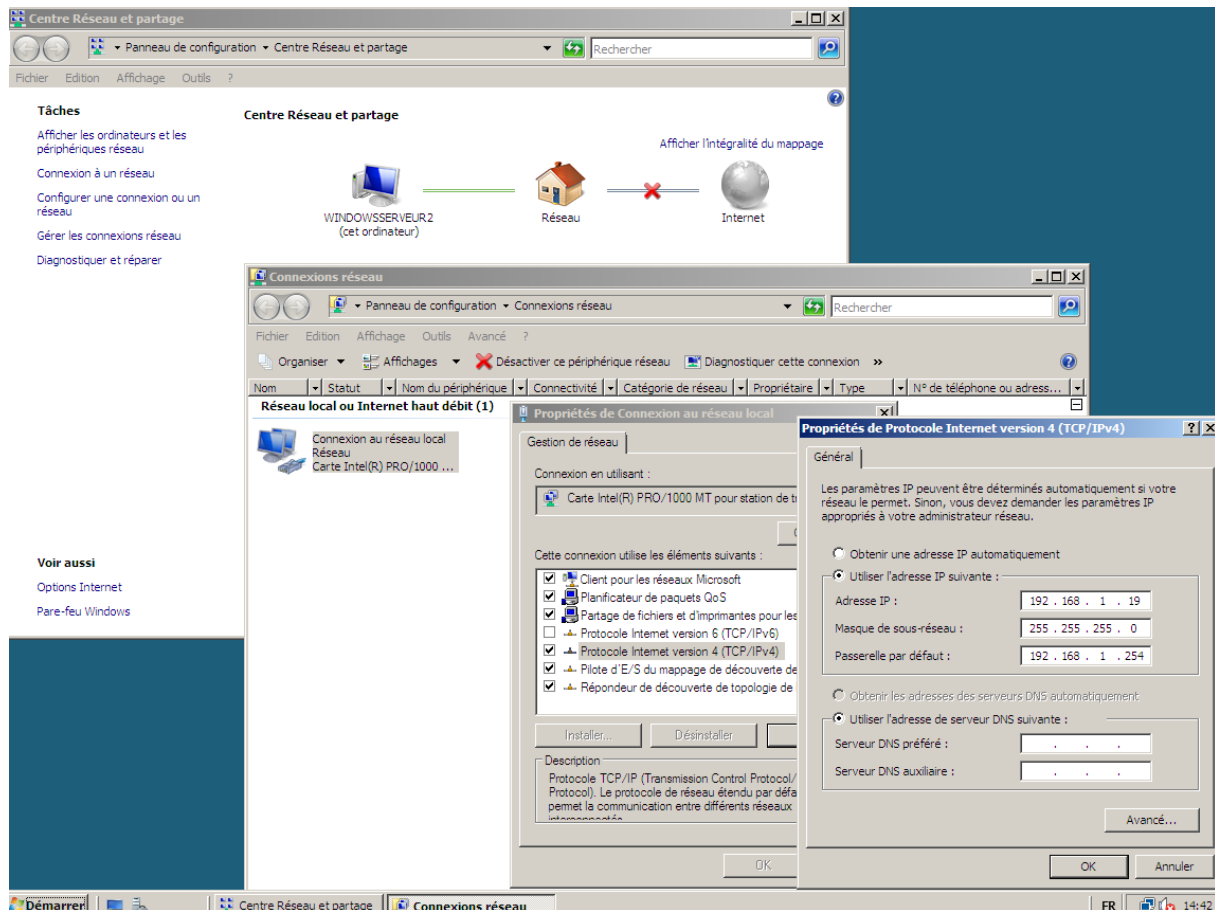 Centre Réseau et partage
Panneau de configuration Centre Réseau et partage
Rechercher
Fichier Edition Affichage Outils ?
Tâches
Afficher les ordinateurs et les
périphériques réseau
Connexion à un réseau
Configurer une connexion ou un
réseau
Gérer les connexions réseau
Diagnostiquer et réparer
Voir aussi
Options Internet
Pare-feu Windows
Centre Réseau et partage
Afficher l'intégralité du mappage
WINDOWSSERVEUR2
(cet ordinateur)
Réseau
Internet
Connexions réseau
Panneau de configuration Connexions réseau
Rechercher
Fichier Edition Affichage Outils Avancé ?
Organiser Affichages Désactiver ce périphérique réseau Diagnostiquer cette connexion »
Nom Statut Nom du périphérique Connectivité Catégorie de réseau Propriétaire Type N° de téléphone ou adress...
Réseau local ou Internet haut débit (1)
Connexion au réseau local
Réseau
Carte Intel(R) PRO/1000 ...
Propriétés de Connexion au réseau local
Gestion de réseau
Connexion en utilisant :
Carte Intel(R) PRO/1000 MT pour station de
Cette connexion utilise les éléments suivants :
Client pour les réseaux Microsoft
Planificateur de paquets QoS
Partage de fichiers et d'imprimantes pour les
Protocole Internet version 6 (TCP/IPv6)
Protocole Internet version 4 (TCP/IPv4)
Pilote d'E/S du mappage de découverte de
Répondeur de découverte de topologie de
Installer... Désinstaller
Description
Protocole TCP/IP (Transmission Control Protocol/
Protocol). Le protocole de réseau étendu par défa
permet la communication entre différents réseaux
interconnectés
OK
Propriétés de Protocole Internet version 4 (TCP/IPv4)
Général
Les paramètres IP peuvent être déterminés automatiquement si votre
réseau le permet. Sinon, vous devez demander les paramètres IP
appropriés à votre administrateur réseau.
Obtenir une adresse IP automatiquement
Utiliser l'adresse IP suivante :
Adresse IP : 192 . 168 . 1 . 19
Masque de sous-réseau : 255 . 255 . 255 . 0
Passerelle par défaut : 192 . 168 . 1 . 254
Obtenir les adresses des serveurs DNS automatiquement
Utiliser l'adresse de serveur DNS suivante :
Serveur DNS préféré : . . .
Serveur DNS auxiliaire : . . .
Avancé...
OK Annuler
Démarrer Centre Réseau et partage Connexions réseau FR 14:42